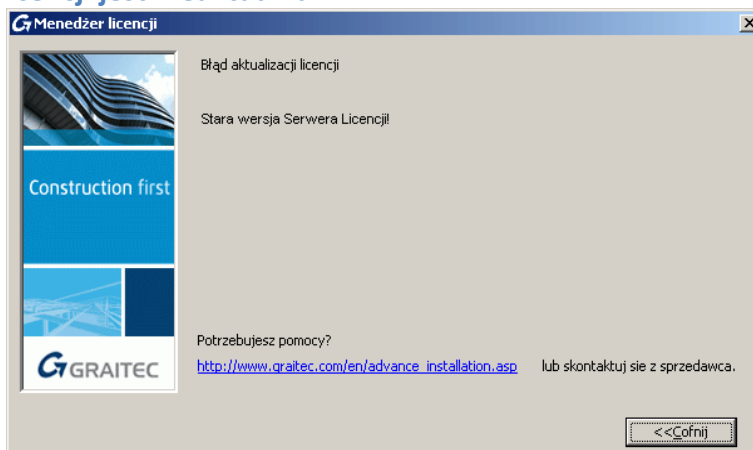 Menedżer licencji
Błąd aktualizacji licencji
Stara wersja Serwera Licencji!
Construction first
GRAITEC
Potrzebujesz pomocy?
http://www.graitec.com/en/advance_installation.asp lub skontaktuj sie z sprzedawca.
<<Cofnij